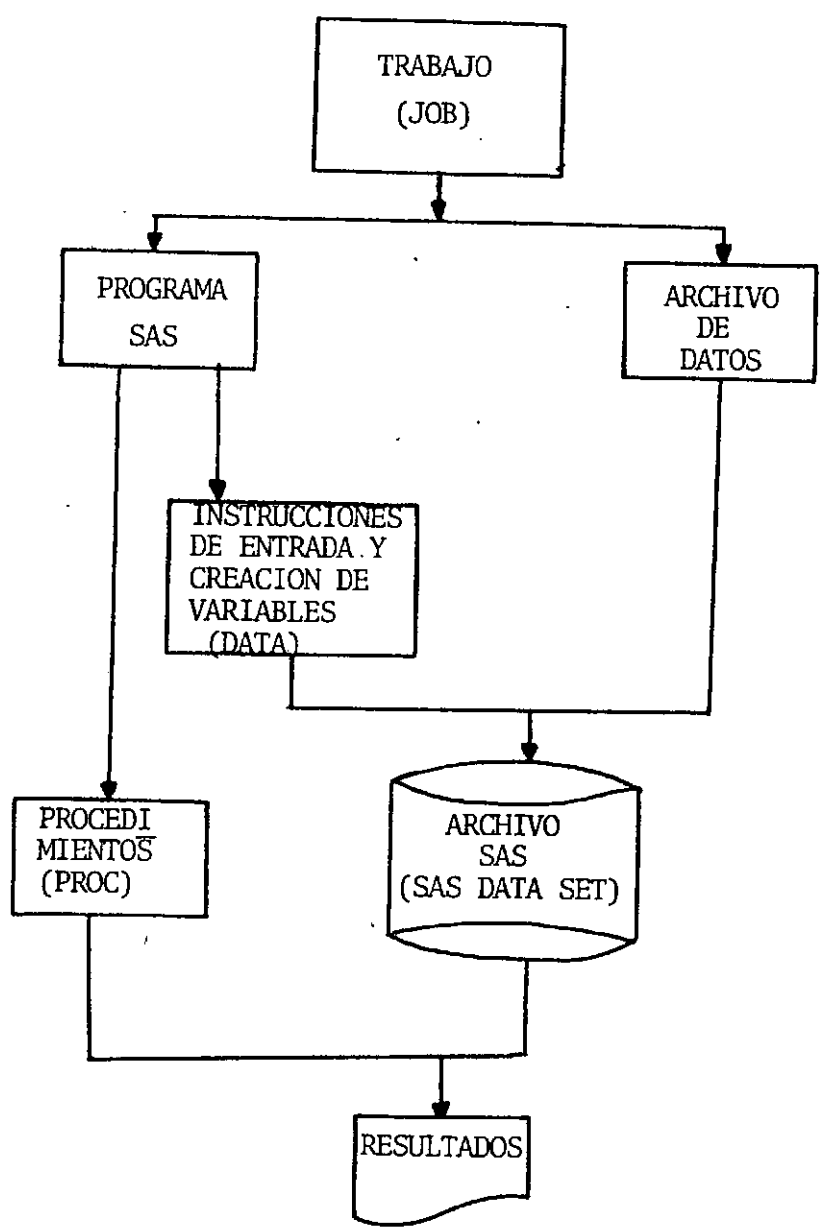 TRABAJO
(JOB)
PROGRAMA
SAS
ARCHIVO
DE
DATOS
INSTRUCCIONES
DE ENTRADA Y
CREACION DE
VARIABLES
(DATA)
PROCEDI
MIENTOS
(PROC)
ARCHIVO
SAS
(SAS DATA SET)
RESULTADOS